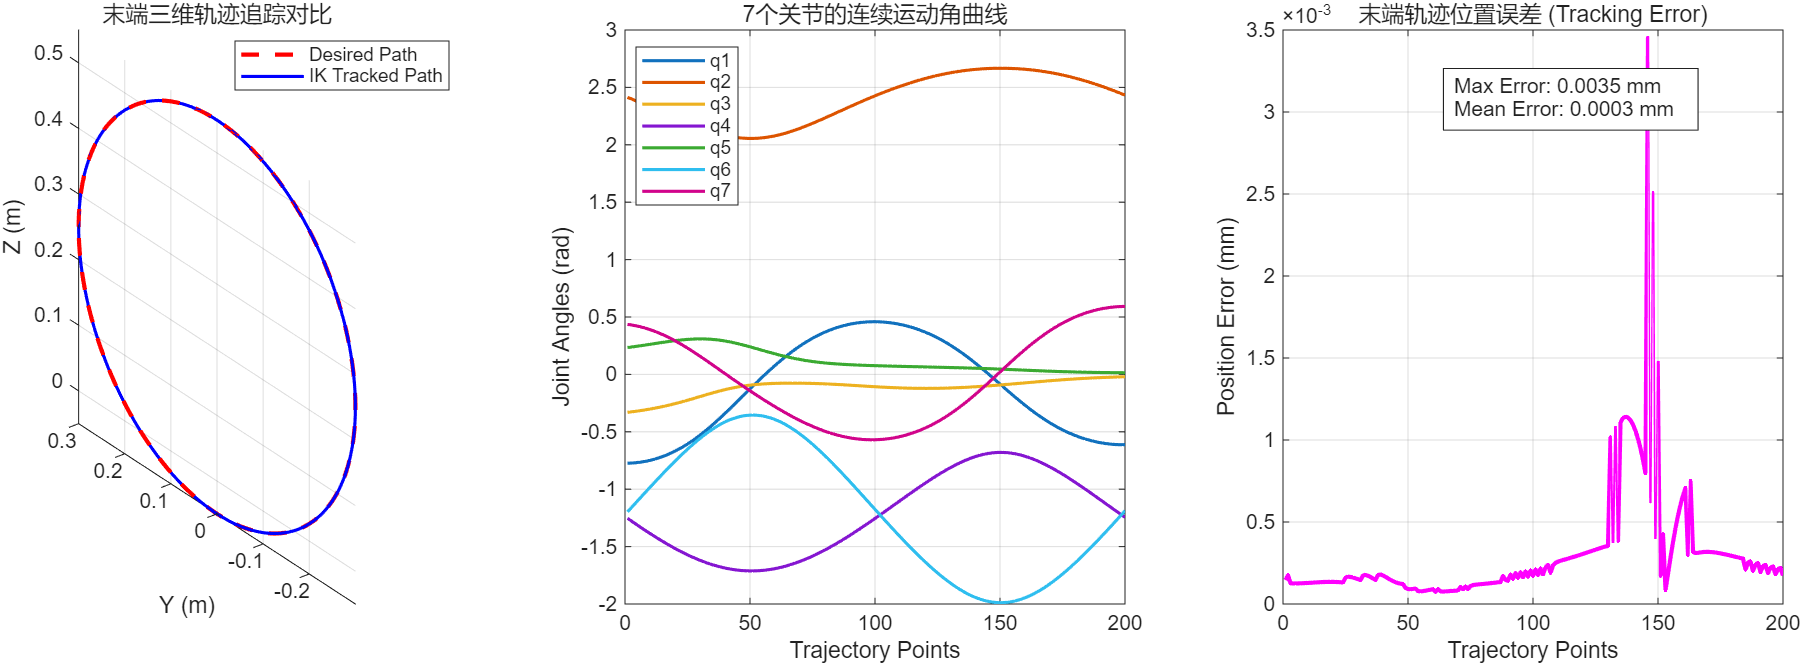 末端三维轨迹追踪对比
Desired Path
IK Tracked Path
0.5
0.4
0.3
0.2
0.1
0
Z (m)
0.3
0.2
0.1
0
-0.1
-0.2
Y (m)
7个关节的连续运动角曲线
q1
q2
q3
q4
q5
q6
q7
3
2.5
2
1.5
1
0.5
0
-0.5
-1
-1.5
-2
Joint Angles (rad)
0 50 100 150 200
Trajectory Points
×10⁻³
末端轨迹位置误差 (Tracking Error)
Max Error: 0.0035 mm
Mean Error: 0.0003 mm
3.5
3
2.5
2
1.5
1
0.5
0
Position Error (mm)
0 50 100 150 200
Trajectory Points